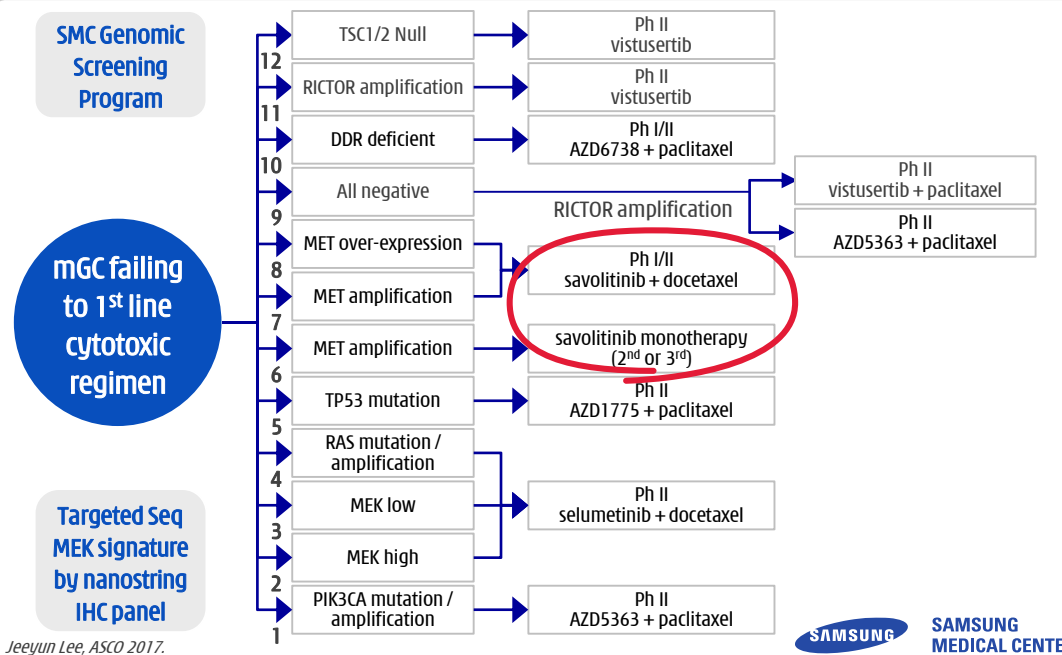 SMC Genomic
Screening
Program
mGC failing
to 1st line
cytotoxic
regimen
Targeted Seq
MEK signature
by nanostring
IHC panel
TSC1/2 Null
Ph II
vistusertib
12
RICTOR amplification
Ph II
vistusertib
11
DDR deficient
Ph I/II
AZD6738 + paclitaxel
10
All negative
RICTOR amplification
Ph II
vistusertib + paclitaxel
Ph II
AZD5363 + paclitaxel
9
MET over-expression
8
MET amplification
Ph I/II
savolitinib + docetaxel
7
MET amplification
savolitinib monotherapy
(2nd or 3rd)
6
TP53 mutation
Ph II
AZD1775 + paclitaxel
5
RAS mutation /
amplification
4
MEK low
3
MEK high
Ph II
selumetinib + docetaxel
2
PIK3CA mutation /
amplification
Ph II
AZD5363 + paclitaxel
1
Jeeyun Lee, ASCO 2017.
SAMSUNG
SAMSUNG
MEDICAL CENTE